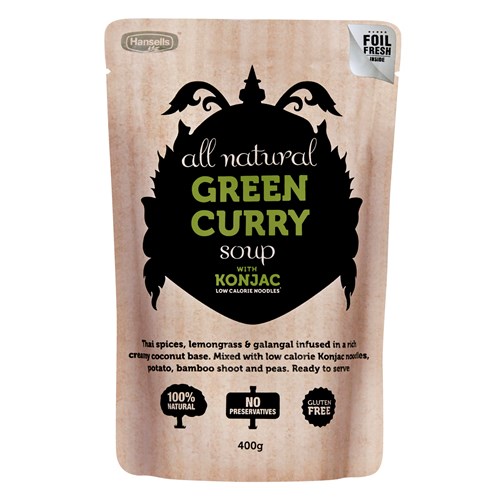 Hansells
FOIL
FRESH
INSIDE
all natural
GREEN
CURRY
soup
WITH
KONJAC
LOW CALORIE NOODLES
Thai spices, lemongrass & galangal infused in a rich
creamy coconut base. Mixed with low calorie Konjac noodles,
potato, bamboo shoot and peas. Ready to serve
100%
NATURAL
NO
PRESERVATIVES
GLUTEN
FREE
400g